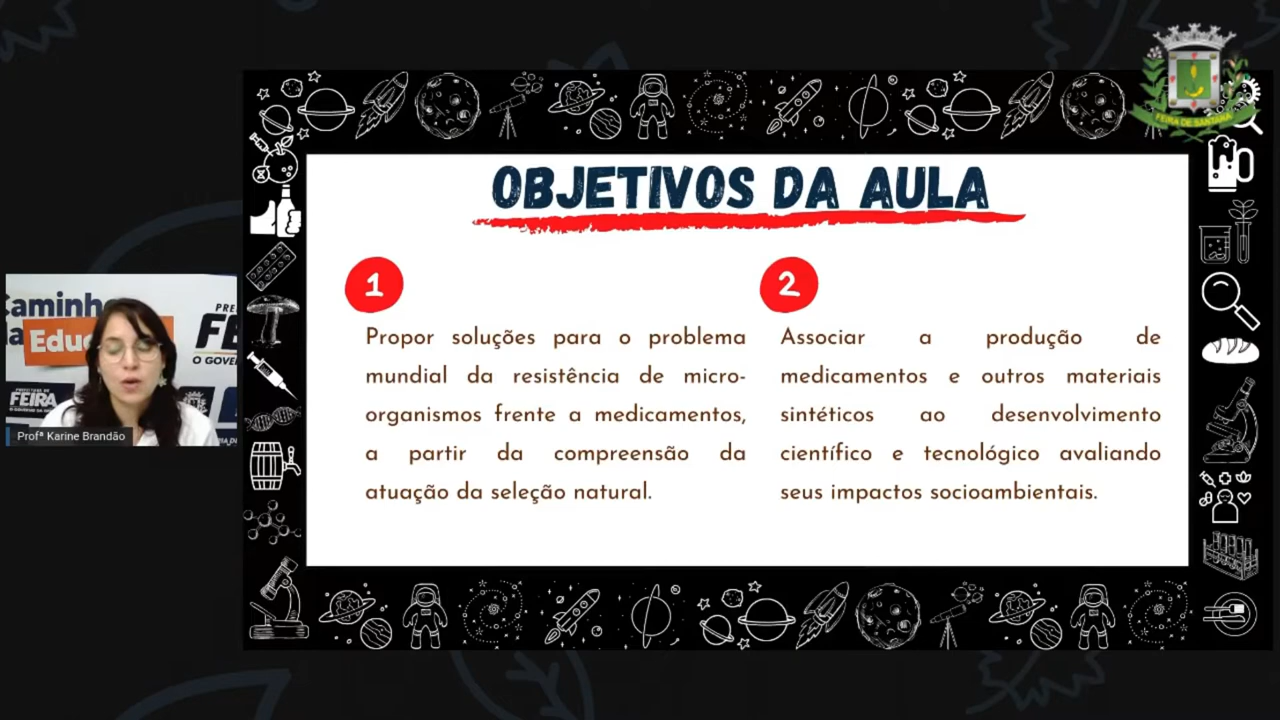 FEIRA DE SANTANA
OBJETIVOS DA AULA
1
Propor soluções para o problema
mundial da resistência de micro-
organismos frente a medicamentos,
a partir da compreensão da
atuação da seleção natural.
2
Associar a produção de
medicamentos e outros materiais
sintéticos ao desenvolvimento
científico e tecnológico avaliando
seus impactos socioambientais.
FEIRA
Profª Karine Brandão